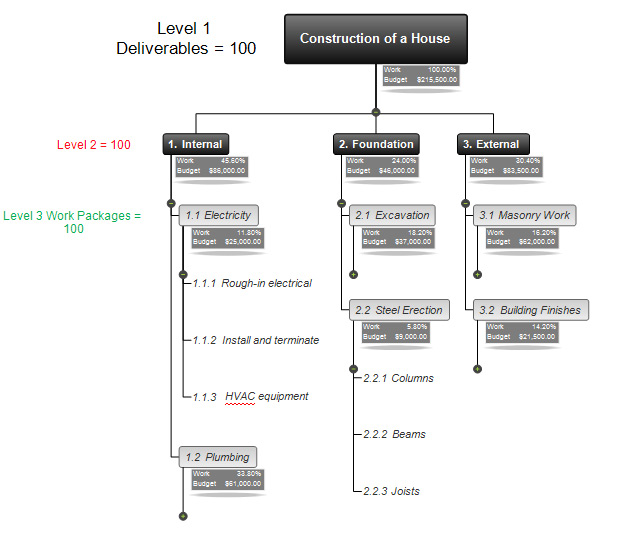 Level 1
Deliverables = 100
Construction of a House
Work 100.00%
Budget $215,500.00
Level 2 = 100
1. Internal
Work 45.60%
Budget $86,000.00
2. Foundation
Work 24.00%
Budget $46,000.00
3. External
Work 30.40%
Budget $83,500.00
Level 3 Work Packages =
100
1.1 Electricity
Work 11.80%
Budget $25,000.00
2.1 Excavation
Work 18.20%
Budget $37,000.00
3.1 Masonry Work
Work 16.20%
Budget $62,000.00
1.1.1 Rough-in electrical
2.2 Steel Erection
Work 5.80%
Budget $9,000.00
3.2 Building Finishes
Work 14.20%
Budget $21,500.00
1.1.2 Install and terminate
2.2.1 Columns
1.1.3 HVAC equipment
2.2.2 Beams
1.2 Plumbing
Work 33.80%
Budget $61,000.00
2.2.3 Joists